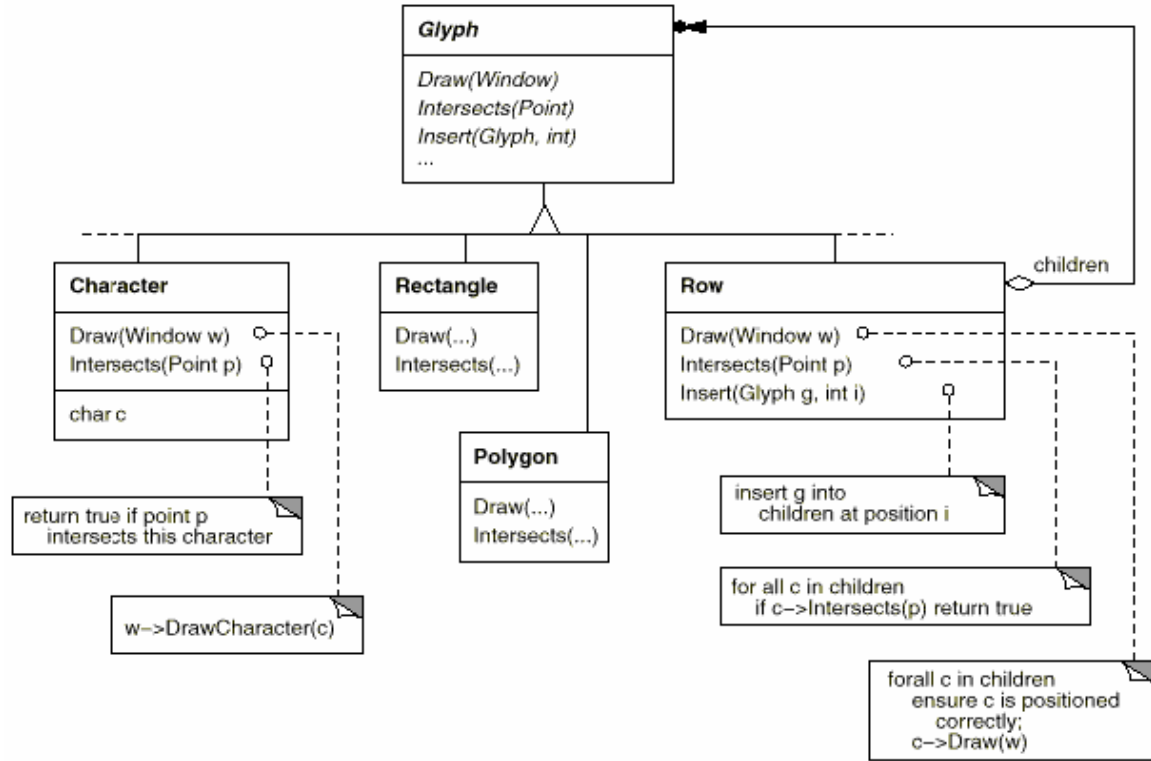 Glyph
Draw(Window)
Intersects(Point)
Insert(Glyph, int)
...
children
Character
Draw(Window w)
Intersects(Point p)
char c
Rectangle
Draw(...)
Intersects(...)
Row
Draw(Window w)
Intersects(Point p)
Insert(Glyph g, int i)
Polygon
Draw(...)
Intersects(...)
return true if point p
intersects this character
w->DrawCharacter(c)
insert g into
children at position i
for all c in children
if c->Intersects(p) return true
forall c in children
ensure c is positioned
correctly;
c->Draw(w)